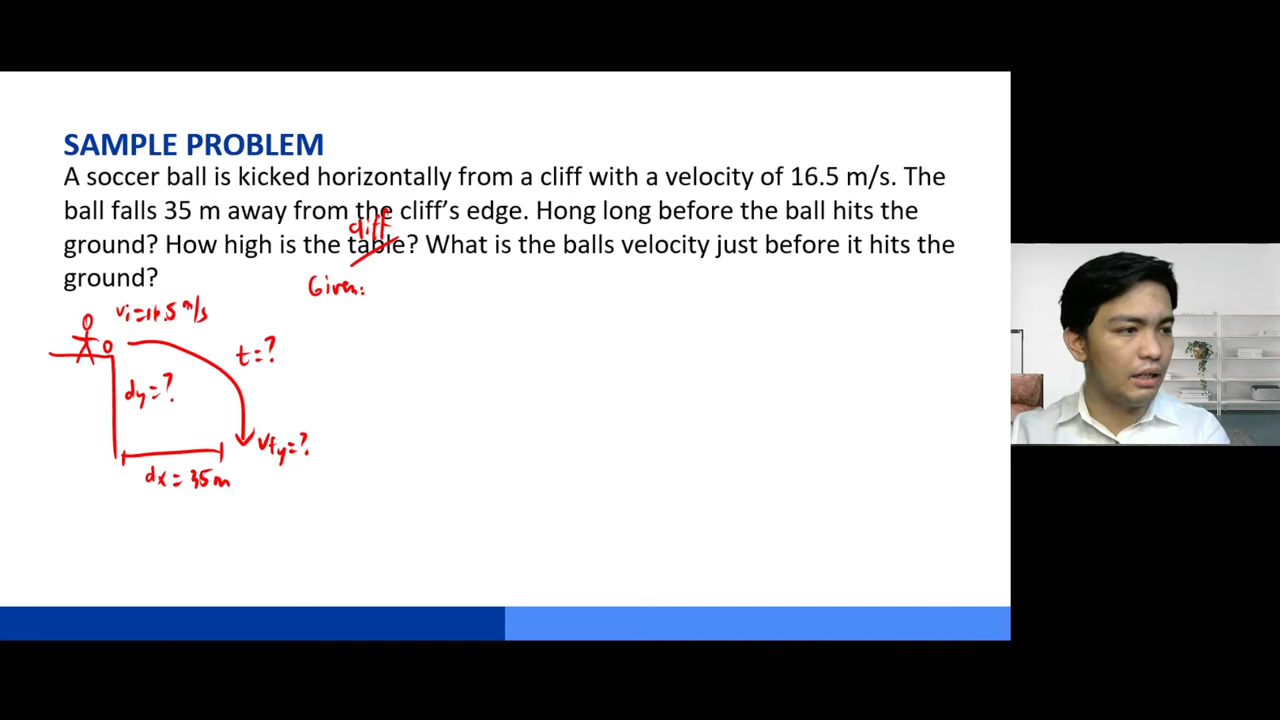 SAMPLE PROBLEM
A soccer ball is kicked horizontally from a cliff with a velocity of 16.5 m/s. The
ball falls 35 m away from the cliff’s edge. Hong long before the ball hits the
cliff
ground? How high is the table? What is the balls velocity just before it hits the
ground?
Given:
vi=16.5 m/s
t=?
dy=?
vfy=?
dx=35m